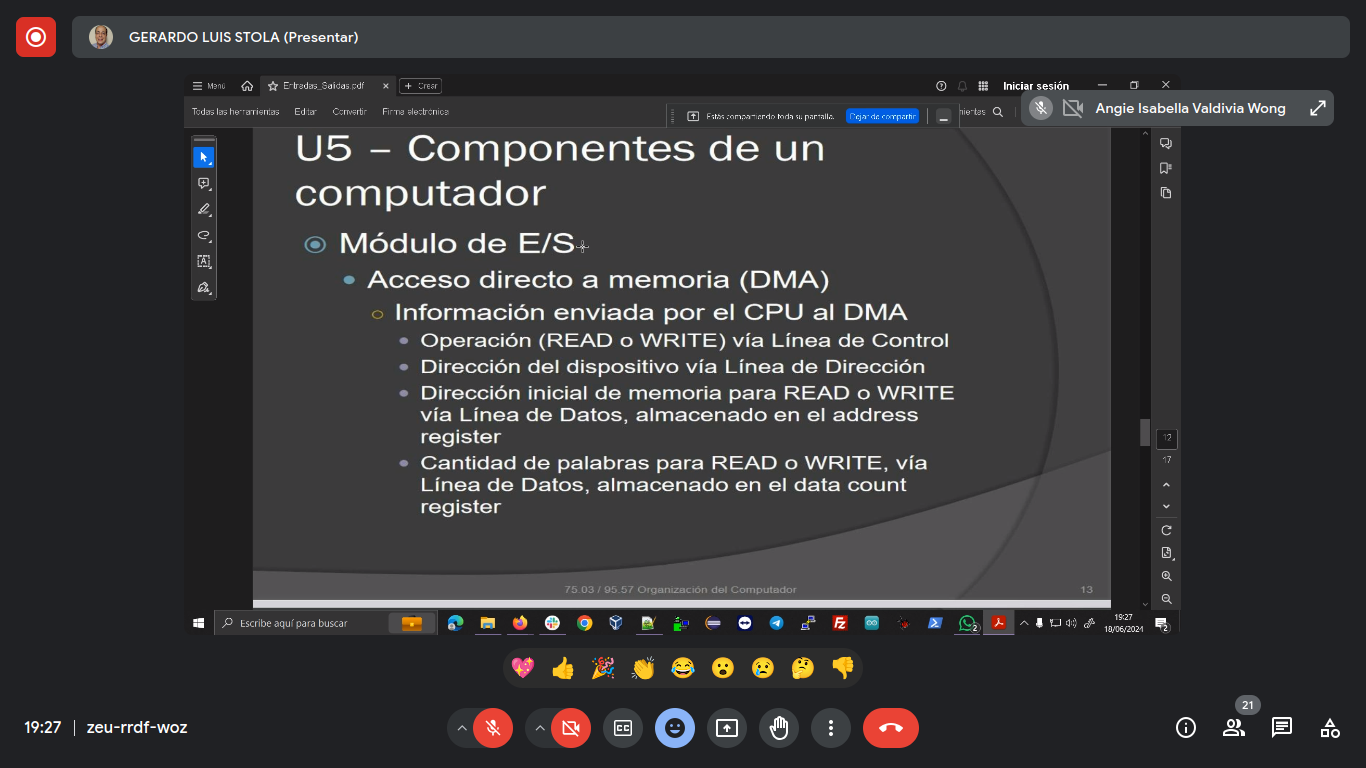 GERARDO LUIS STOLA (Presentar)
Menú
Entradas_Salidas.pdf
Crear
Iniciar sesión
Todas las herramientas
Editar
Convertir
Firma electrónica
Estás compartiendo toda su pantalla.
Dejar de compartir
mientas
Angie Isabella Valdivia Wong
U5 – Componentes de un
computador
Módulo de E/S
Acceso directo a memoria (DMA)
Información enviada por el CPU al DMA
Operación (READ o WRITE) vía Línea de Control
Dirección del dispositivo vía Línea de Dirección
Dirección inicial de memoria para READ o WRITE
vía Línea de Datos, almacenado en el address
register
Cantidad de palabras para READ o WRITE, vía
Línea de Datos, almacenado en el data count
register
75.03 / 95.57 Organización del Computador
13
12
17
Escribe aquí para buscar
2
19:27
18/06/2024
2
19:27
zeu-rrdf-woz
CC
21